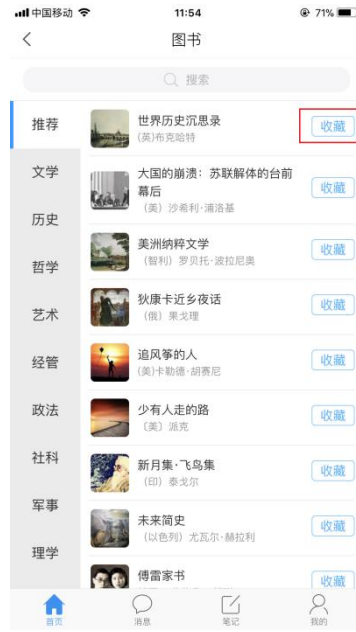 中国移动 11:54 71%
图书
搜索
推荐
文学
历史
哲学
艺术
经管
政法
社科
军事
理学
世界历史沉思录
(英)布克哈特
收藏
大国的崩溃：苏联解体的台前
幕后
（美）沙希利·浦洛基
收藏
美洲纳粹文学
（智利）罗贝托·波拉尼奥
收藏
狄康卡近乡夜话
（俄）果戈理
收藏
追风筝的人
(美)卡勒德·胡赛尼
收藏
少有人走的路
〔美〕派克
收藏
新月集·飞鸟集
（印）泰戈尔
收藏
未来简史
（以色列）尤瓦尔·赫拉利
收藏
傅雷家书
收藏
首页 消息 笔记 我的